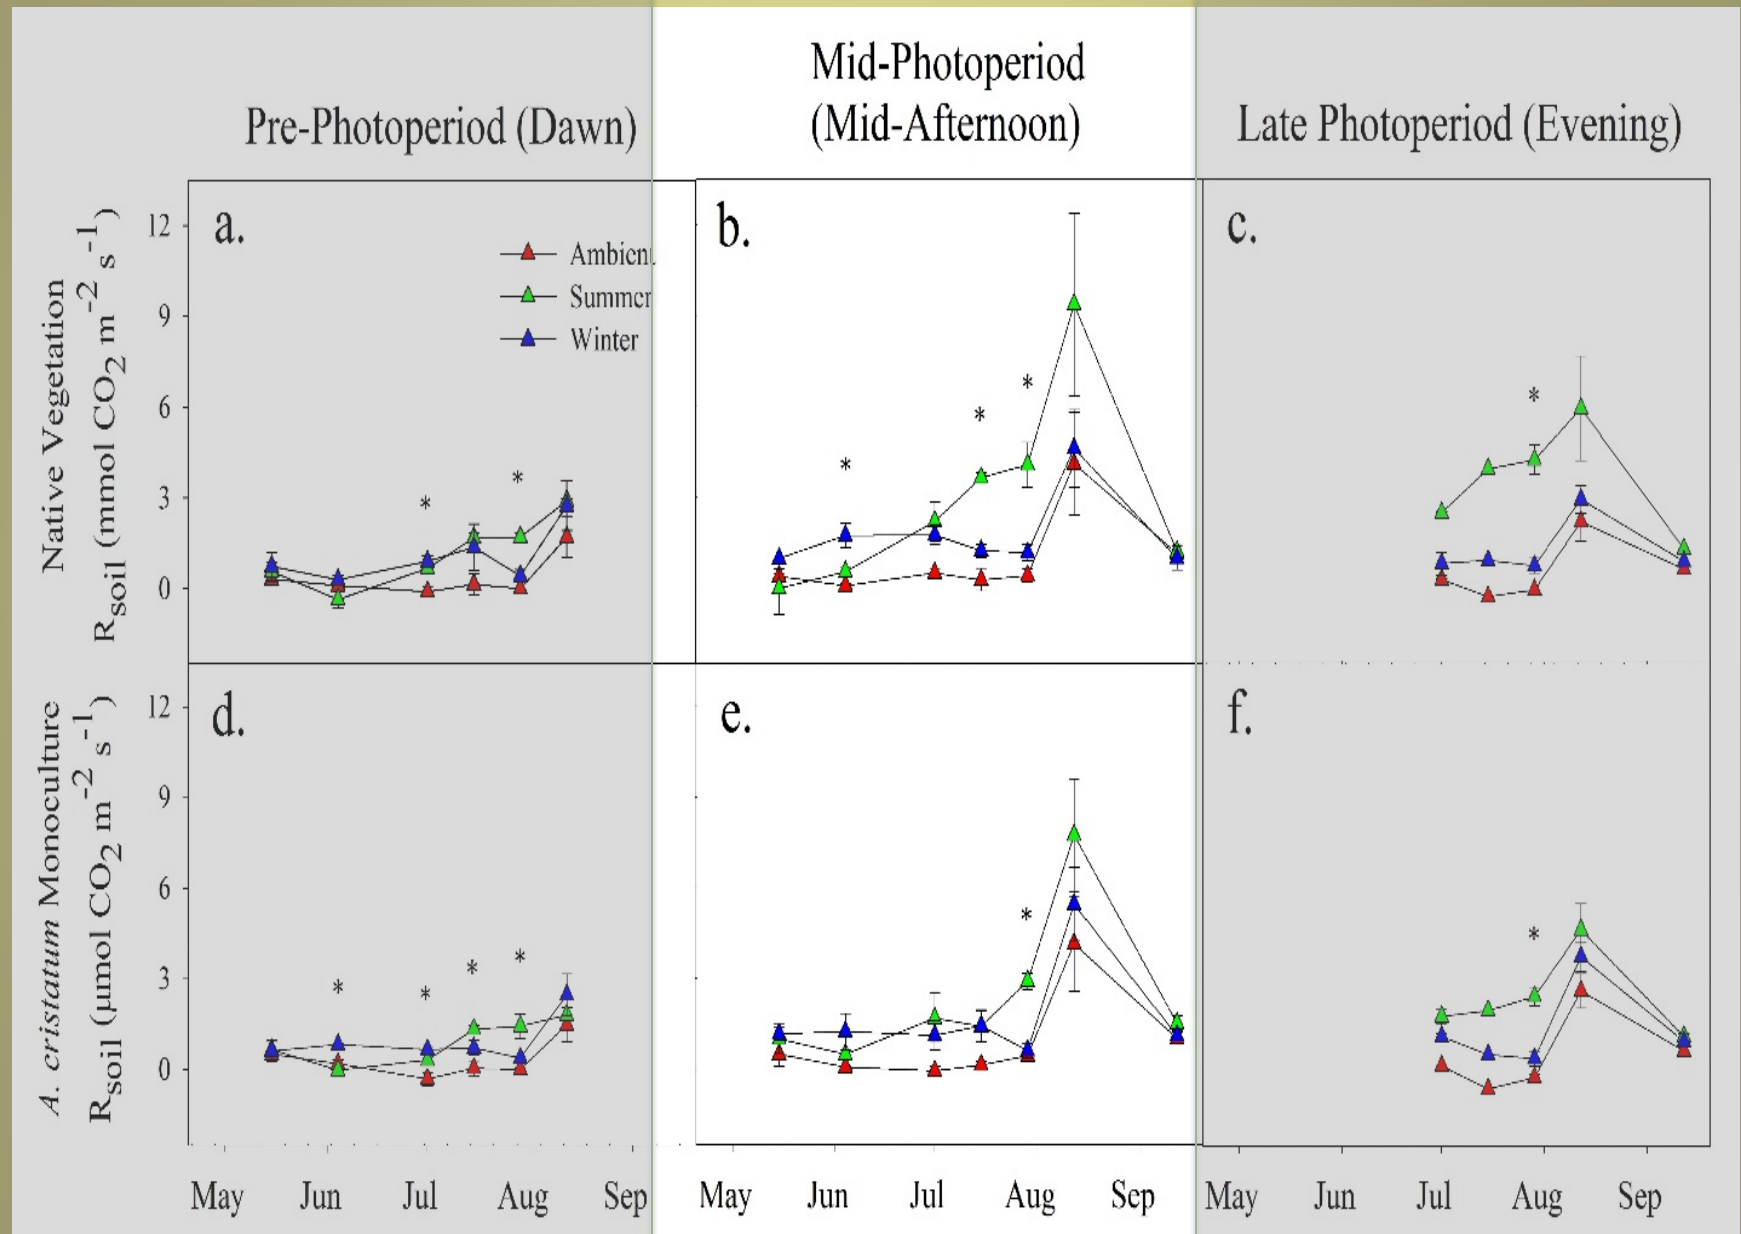 Mid-Photoperiod
(Mid-Afternoon)
Pre-Photoperiod (Dawn)
Late Photoperiod (Evening)
Native Vegetation
Rsoil (mmol CO2 m-2 s-1)
12
9
6
3
0
a.
Ambient
Summer
Winter
*
*
b.
*
*
*
c.
*
A. cristatum Monoculture
Rsoil (µmol CO2 m-2 s-1)
12
9
6
3
0
d.
*
*
*
*
e.
*
f.
*
May Jun Jul Aug Sep
May Jun Jul Aug Sep
May Jun Jul Aug Sep